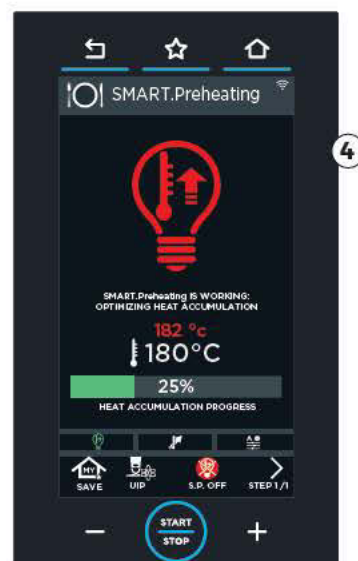 SMART.Preheating
4
SMART.Preheating IS WORKING:
OPTIMIZING HEAT ACCUMULATION
182 °c
180°C
25%
HEAT ACCUMULATION PROGRESS
MY
SAVE
UIP
S.P. OFF
STEP 1/1
−
START
STOP
+